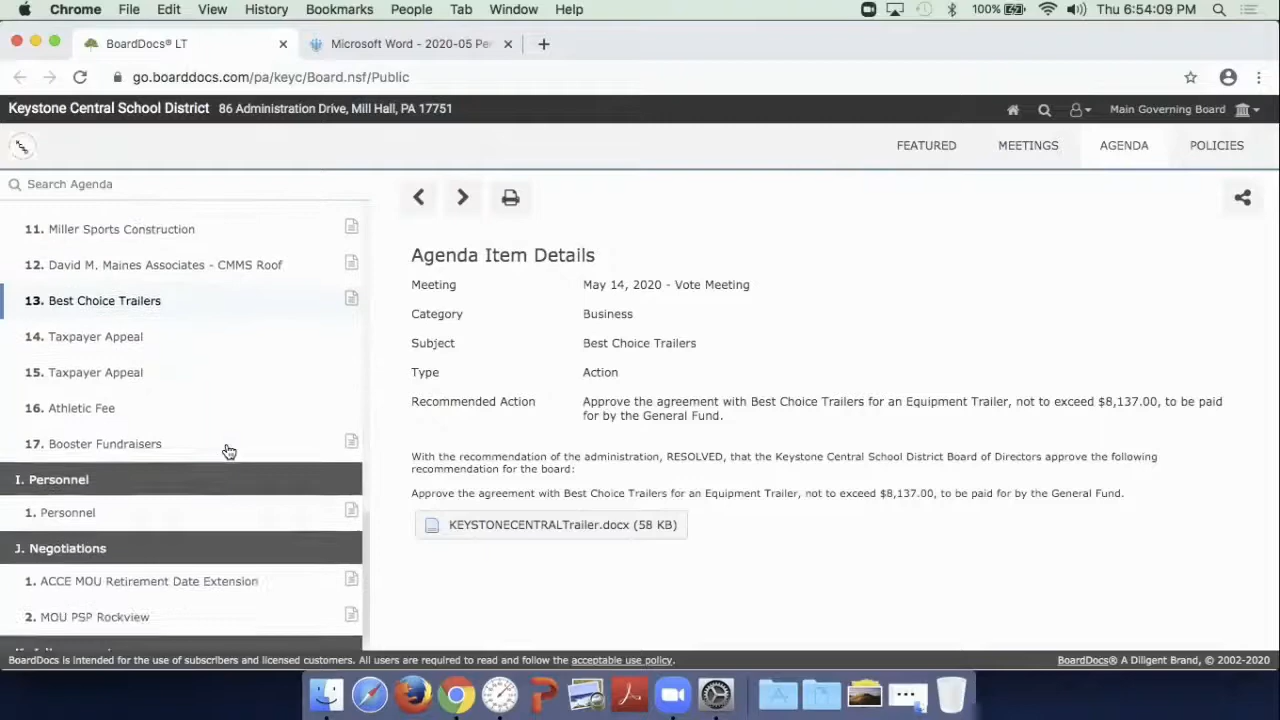 Chrome File Edit View History Bookmarks People Tab Window Help 100% Thu 6:54:09 PM
BoardDocs® LT Microsoft Word - 2020-05 Pe
go.boarddocs.com/pa/keyc/Board.nsf/Public
Keystone Central School District 86 Administration Drive, Mill Hall, PA 17751 Main Governing Board
FEATURED MEETINGS AGENDA POLICIES
Search Agenda
11. Miller Sports Construction
12. David M. Maines Associates - CMMS Roof
13. Best Choice Trailers
14. Taxpayer Appeal
15. Taxpayer Appeal
16. Athletic Fee
17. Booster Fundraisers
I. Personnel
1. Personnel
J. Negotiations
1. ACCE MOU Retirement Date Extension
2. MOU PSP Rockview
Agenda Item Details
Meeting May 14, 2020 - Vote Meeting
Category Business
Subject Best Choice Trailers
Type Action
Recommended Action Approve the agreement with Best Choice Trailers for an Equipment Trailer, not to exceed $8,137.00, to be paid
for by the General Fund.
With the recommendation of the administration, RESOLVED, that the Keystone Central School District Board of Directors approve the following
recommendation for the board:
Approve the agreement with Best Choice Trailers for an Equipment Trailer, not to exceed $8,137.00, to be paid for by the General Fund.
KEYSTONECENTRALTrailer.docx (58 KB)
BoardDocs is intended for the use of subscribers and licensed customers. All users are required to read and follow the acceptable use policy. BoardDocs® A Diligent Brand, © 2002-2020